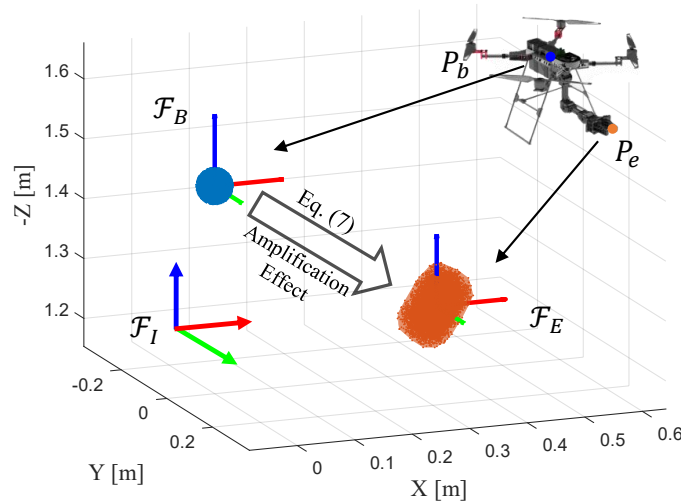 1.6
1.5
1.4
1.3
1.2
-Z [m]
P_b
P_e
ℱ_B
Eq. (7)
Amplification
Effect
ℱ_I
ℱ_E
-0.2
0
0.2
Y [m]
0
0.1
0.2
0.3
0.4
0.5
0.6
X [m]